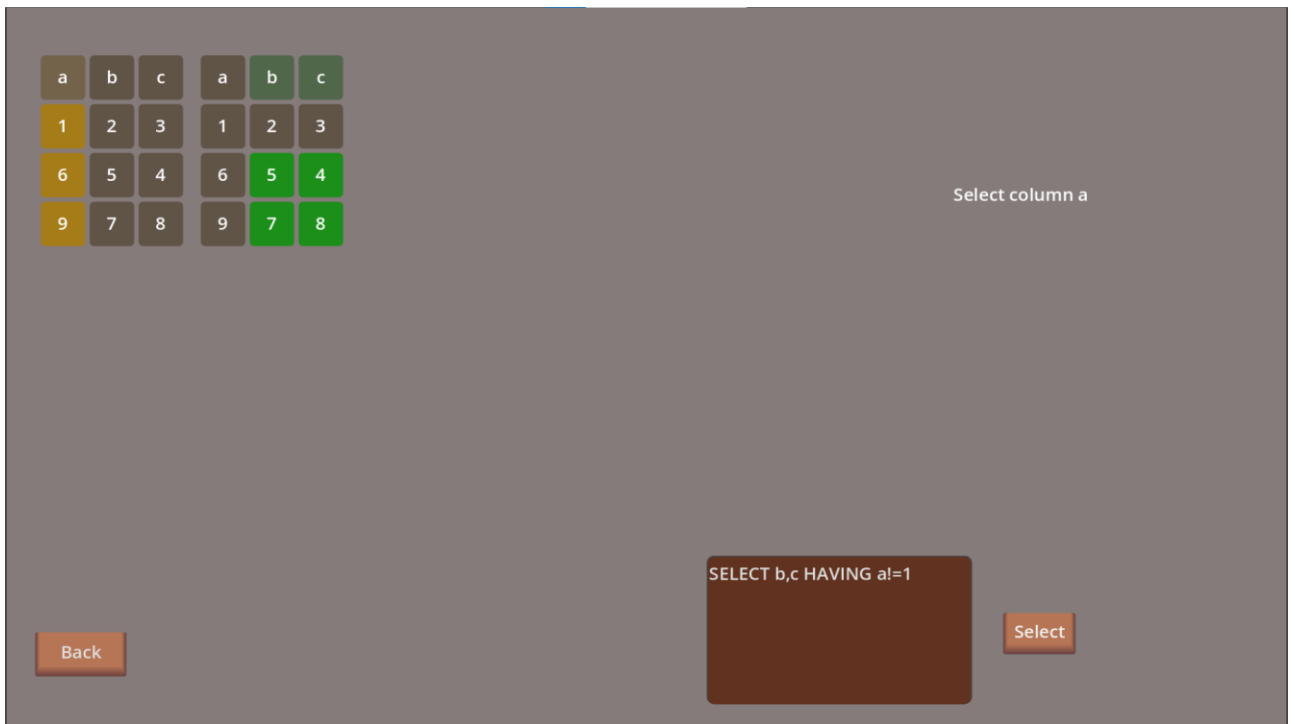 a b c a b c
1 2 3 1 2 3
6 5 4 6 5 4
9 7 8 9 7 8
Select column a
SELECT b,c HAVING a!=1
Select
Back